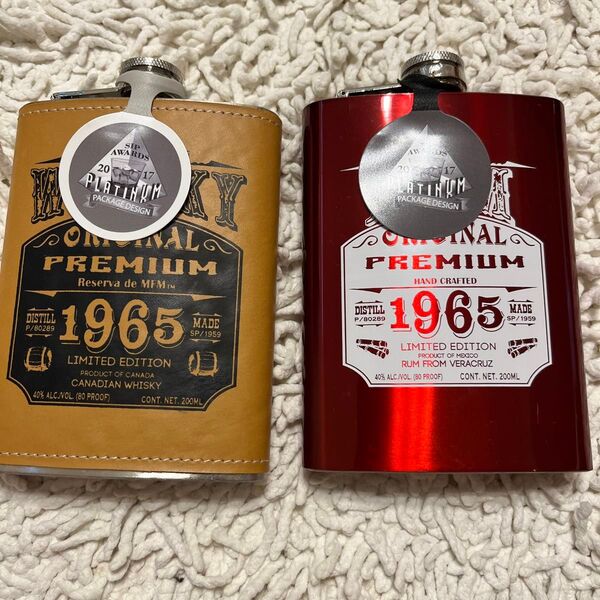 SIP
AWARDS
2017
PLATINUM
PACKAGE DESIGN
ORIGINAL
PREMIUM
Reserva de MFM™
DISTILL
P/80289
1965
MADE
SP/1959
LIMITED EDITION
PRODUCT OF CANADA
CANADIAN WHISKY
40% ALC./VOL. (80 PROOF)
CONT. NET. 200ML
2017
PLATINUM
PACKAGE DESIGN
ORIGINAL
PREMIUM
HAND CRAFTED
DISTILL
P/80289
1965
MADE
SP/1959
LIMITED EDITION
PRODUCT OF MEXICO
RUM FROM VERACRUZ
40% ALC./VOL. (80 PROOF)
CONT. NET. 200ML